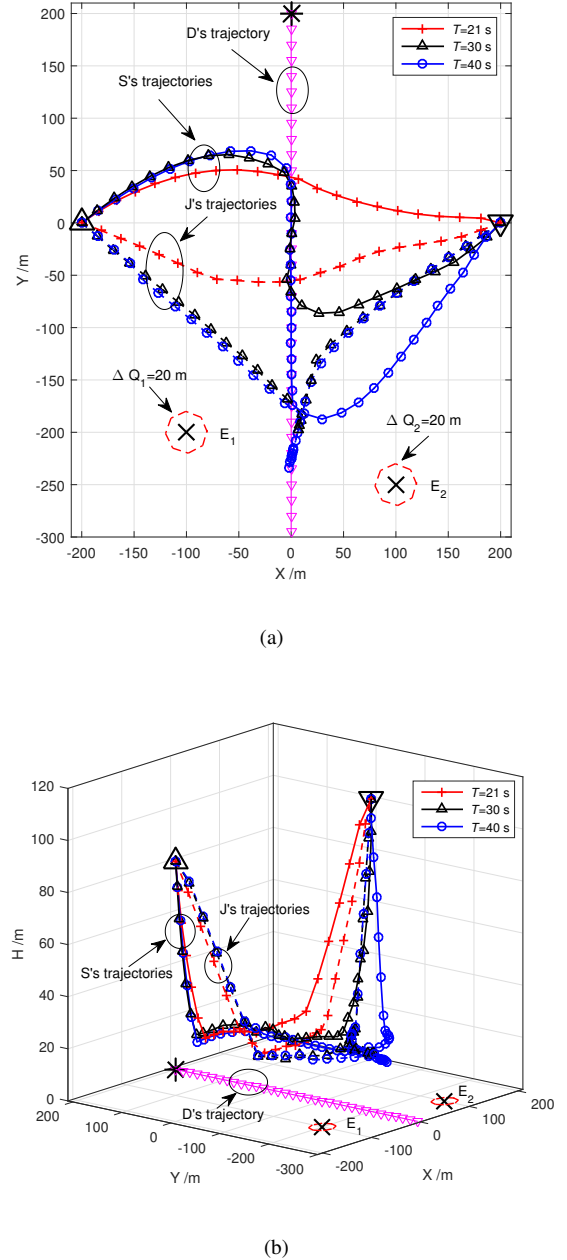 200
150
100
50
0
-50
-100
-150
-200
-250
-300
Y /m
-200
-150
-100
-50
0
50
100
150
200
X /m
D's trajectory
S's trajectories
J's trajectories
T=21 s
T=30 s
T=40 s
Δ Q1=20 m
E1
Δ Q2=20 m
E2
(a)
120
100
80
60
40
20
0
H /m
T=21 s
T=30 s
T=40 s
J's trajectories
S's trajectories
D's trajectory
E1
E2
200
100
0
-100
-200
-300
Y /m
-200
-100
0
100
200
X /m
(b)